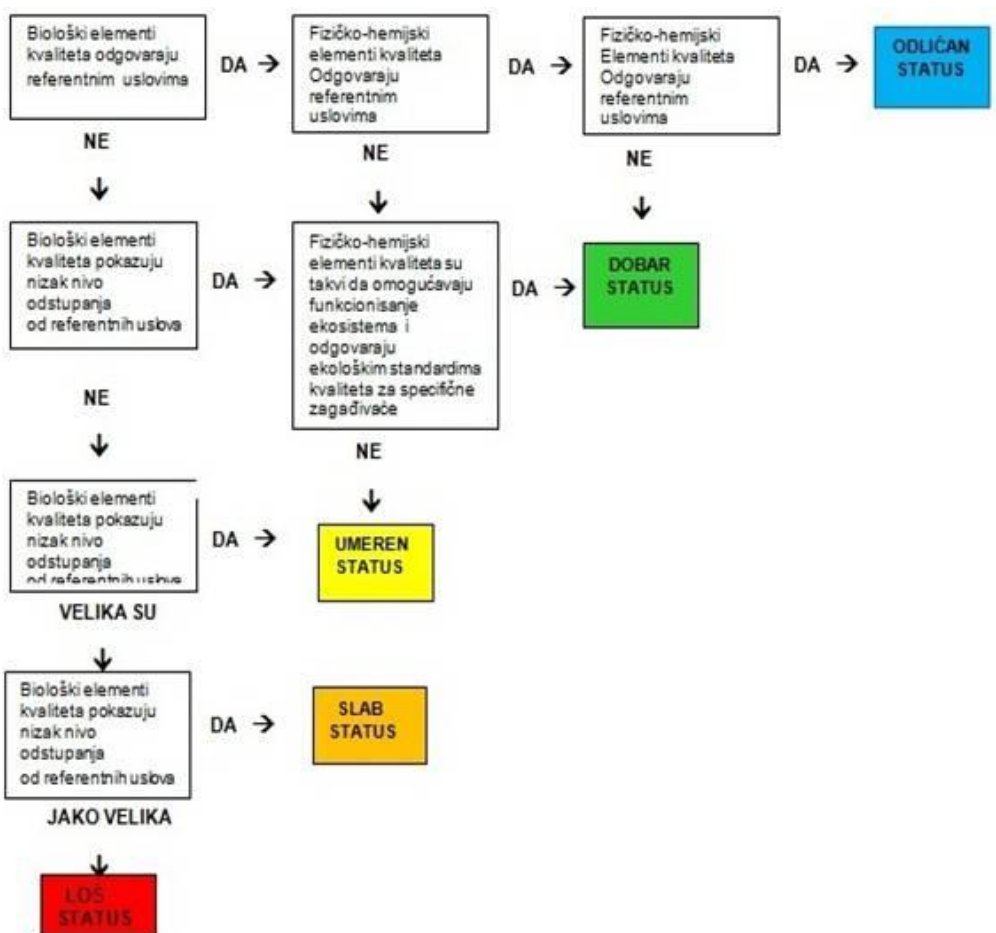 Biološki elementi
kvaliteta odgovaraju
referentnim uslovima
DA →
Fizičko-hemijski
elementi kvaliteta
Odgovaraju
referentnim
uslovima
DA →
Fizičko-hemijski
Elementi kvaliteta
Odgovaraju
referentnim
uslovima
DA →
ODLIČAN
STATUS
NE
NE
NE
Biološki elementi
kvaliteta pokazuju
nizak nivo
odstupanja
od referentnih uslova
DA →
Fizičko-hemijski
elementi kvaliteta su
takvi da omogućavaju
funkcionisanje
ekosistema i
odgovaraju
ekološkim standardima
kvaliteta za specifične
zagađivače
DA →
DOBAR
STATUS
NE
NE
Biološki elementi
kvaliteta pokazuju
nizak nivo
odstupanja
od referentnih uslova
DA →
UMEREN
STATUS
VELIKA SU
Biološki elementi
kvaliteta pokazuju
nizak nivo
odstupanja
od referentnih uslova
DA →
SLAB
STATUS
JAKO VELIKA
LOŠ
STATUS